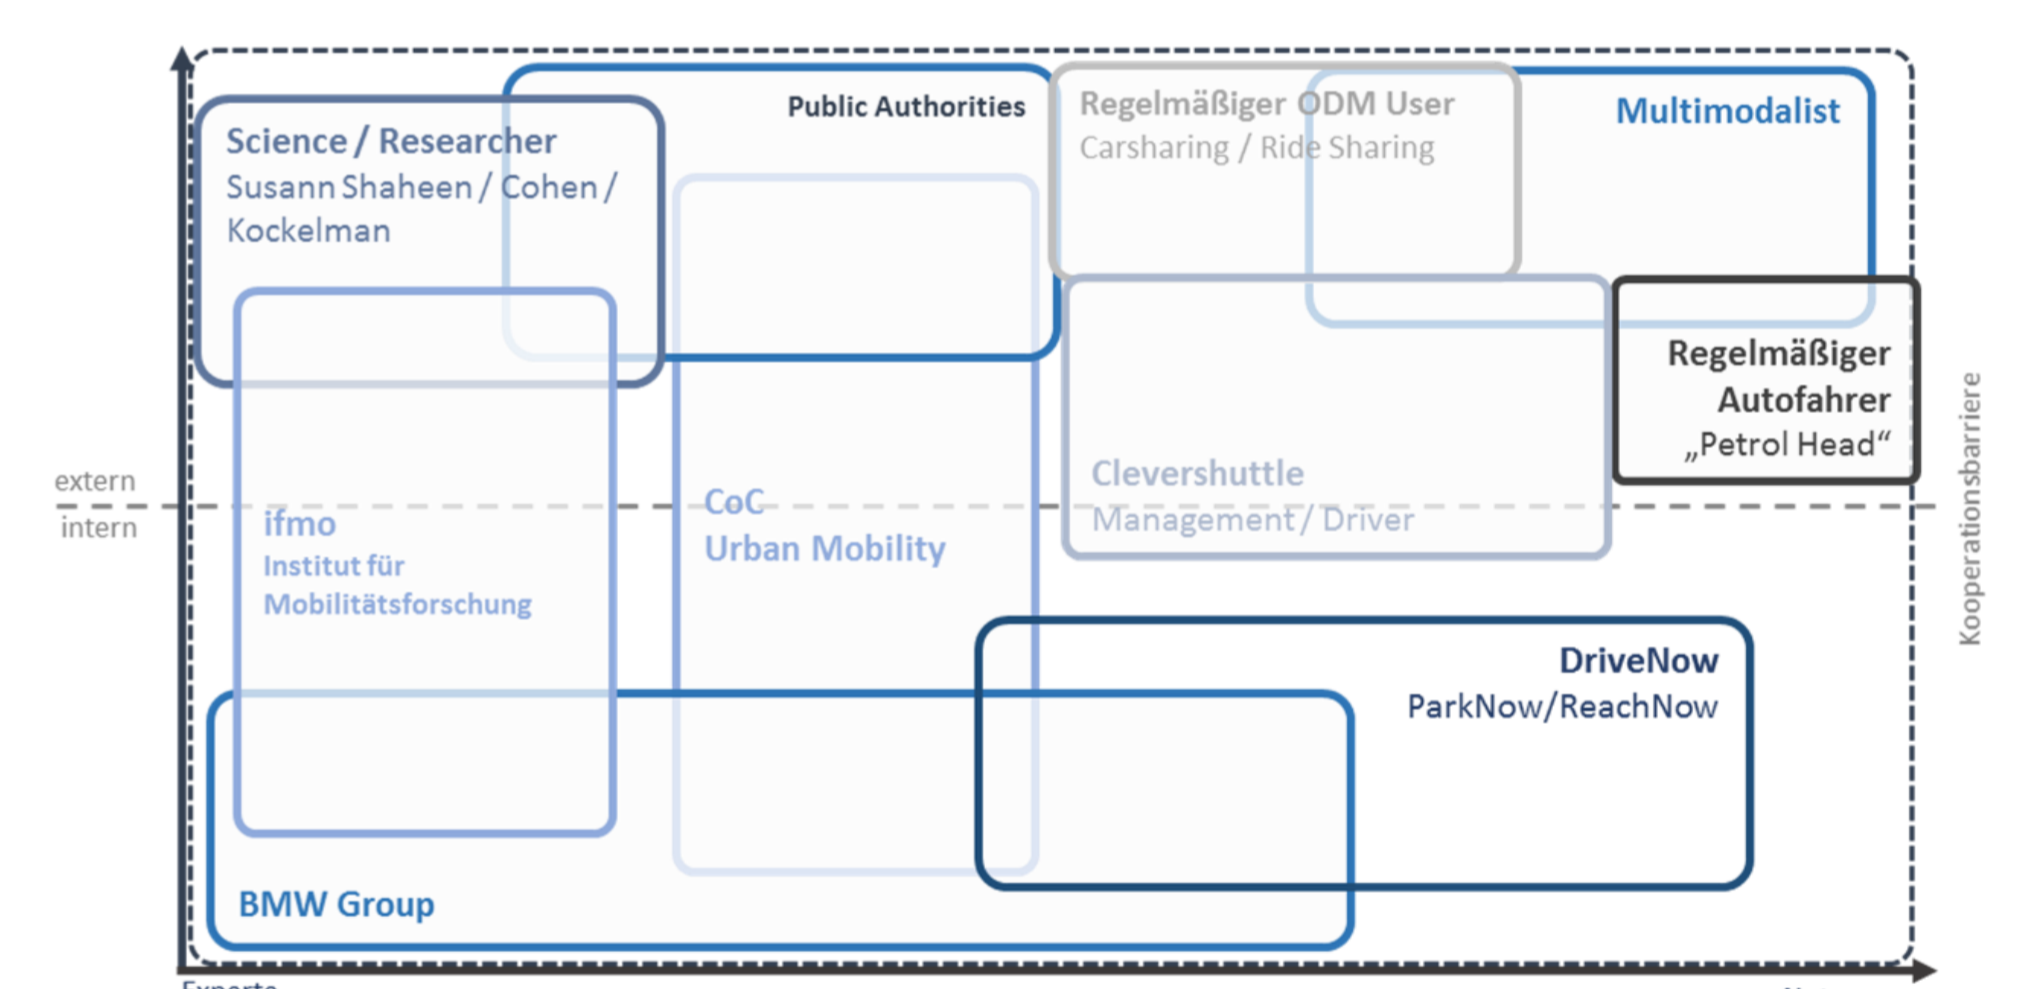 Public Authorities
Regelmäßiger ODM User
Carsharing / Ride Sharing
Multimodalist
Science / Researcher
Susann Shaheen / Cohen /
Kockelman
Regelmäßiger
Autofahrer
„Petrol Head“
Kooperationsbarriere
extern
intern
ifmo
Institut für
Mobilitätsforschung
CoC
Urban Mobility
Clevershuttle
Management / Driver
DriveNow
ParkNow/ReachNow
BMW Group